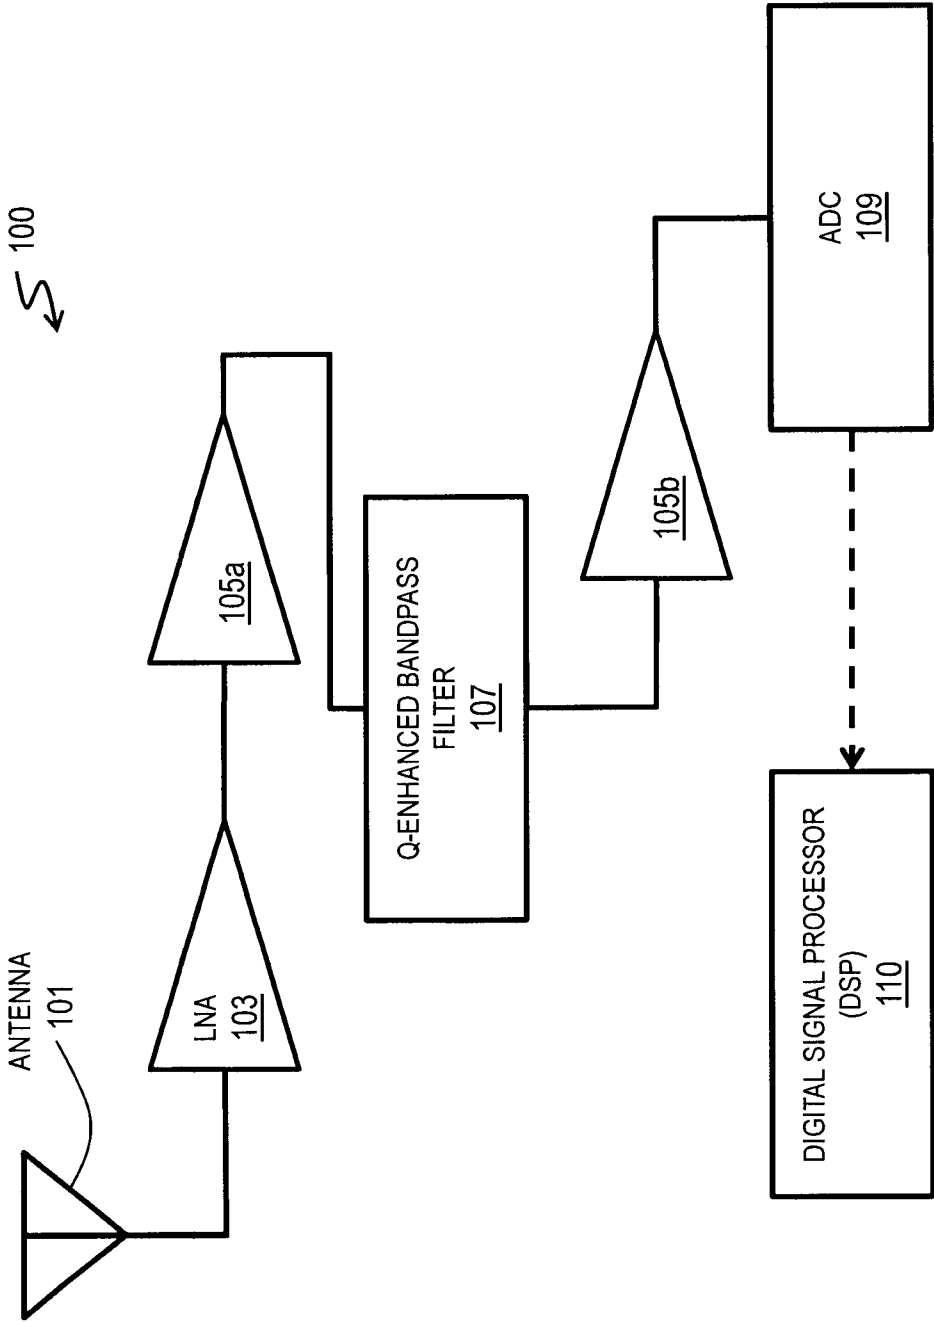 100
ANTENNA
101
LNA
103
105a
Q-ENHANCED BANDPASS
FILTER
107
105b
ADC
109
DIGITAL SIGNAL PROCESSOR
(DSP)
110